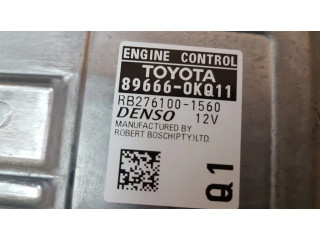 ENGINE CONTROL
TOYOTA
89666-0KQ11
RB276100-1560
DENSO 12V
MANUFACTURED BY
ROBERT BOSCH(PTY)LTD.
Q1